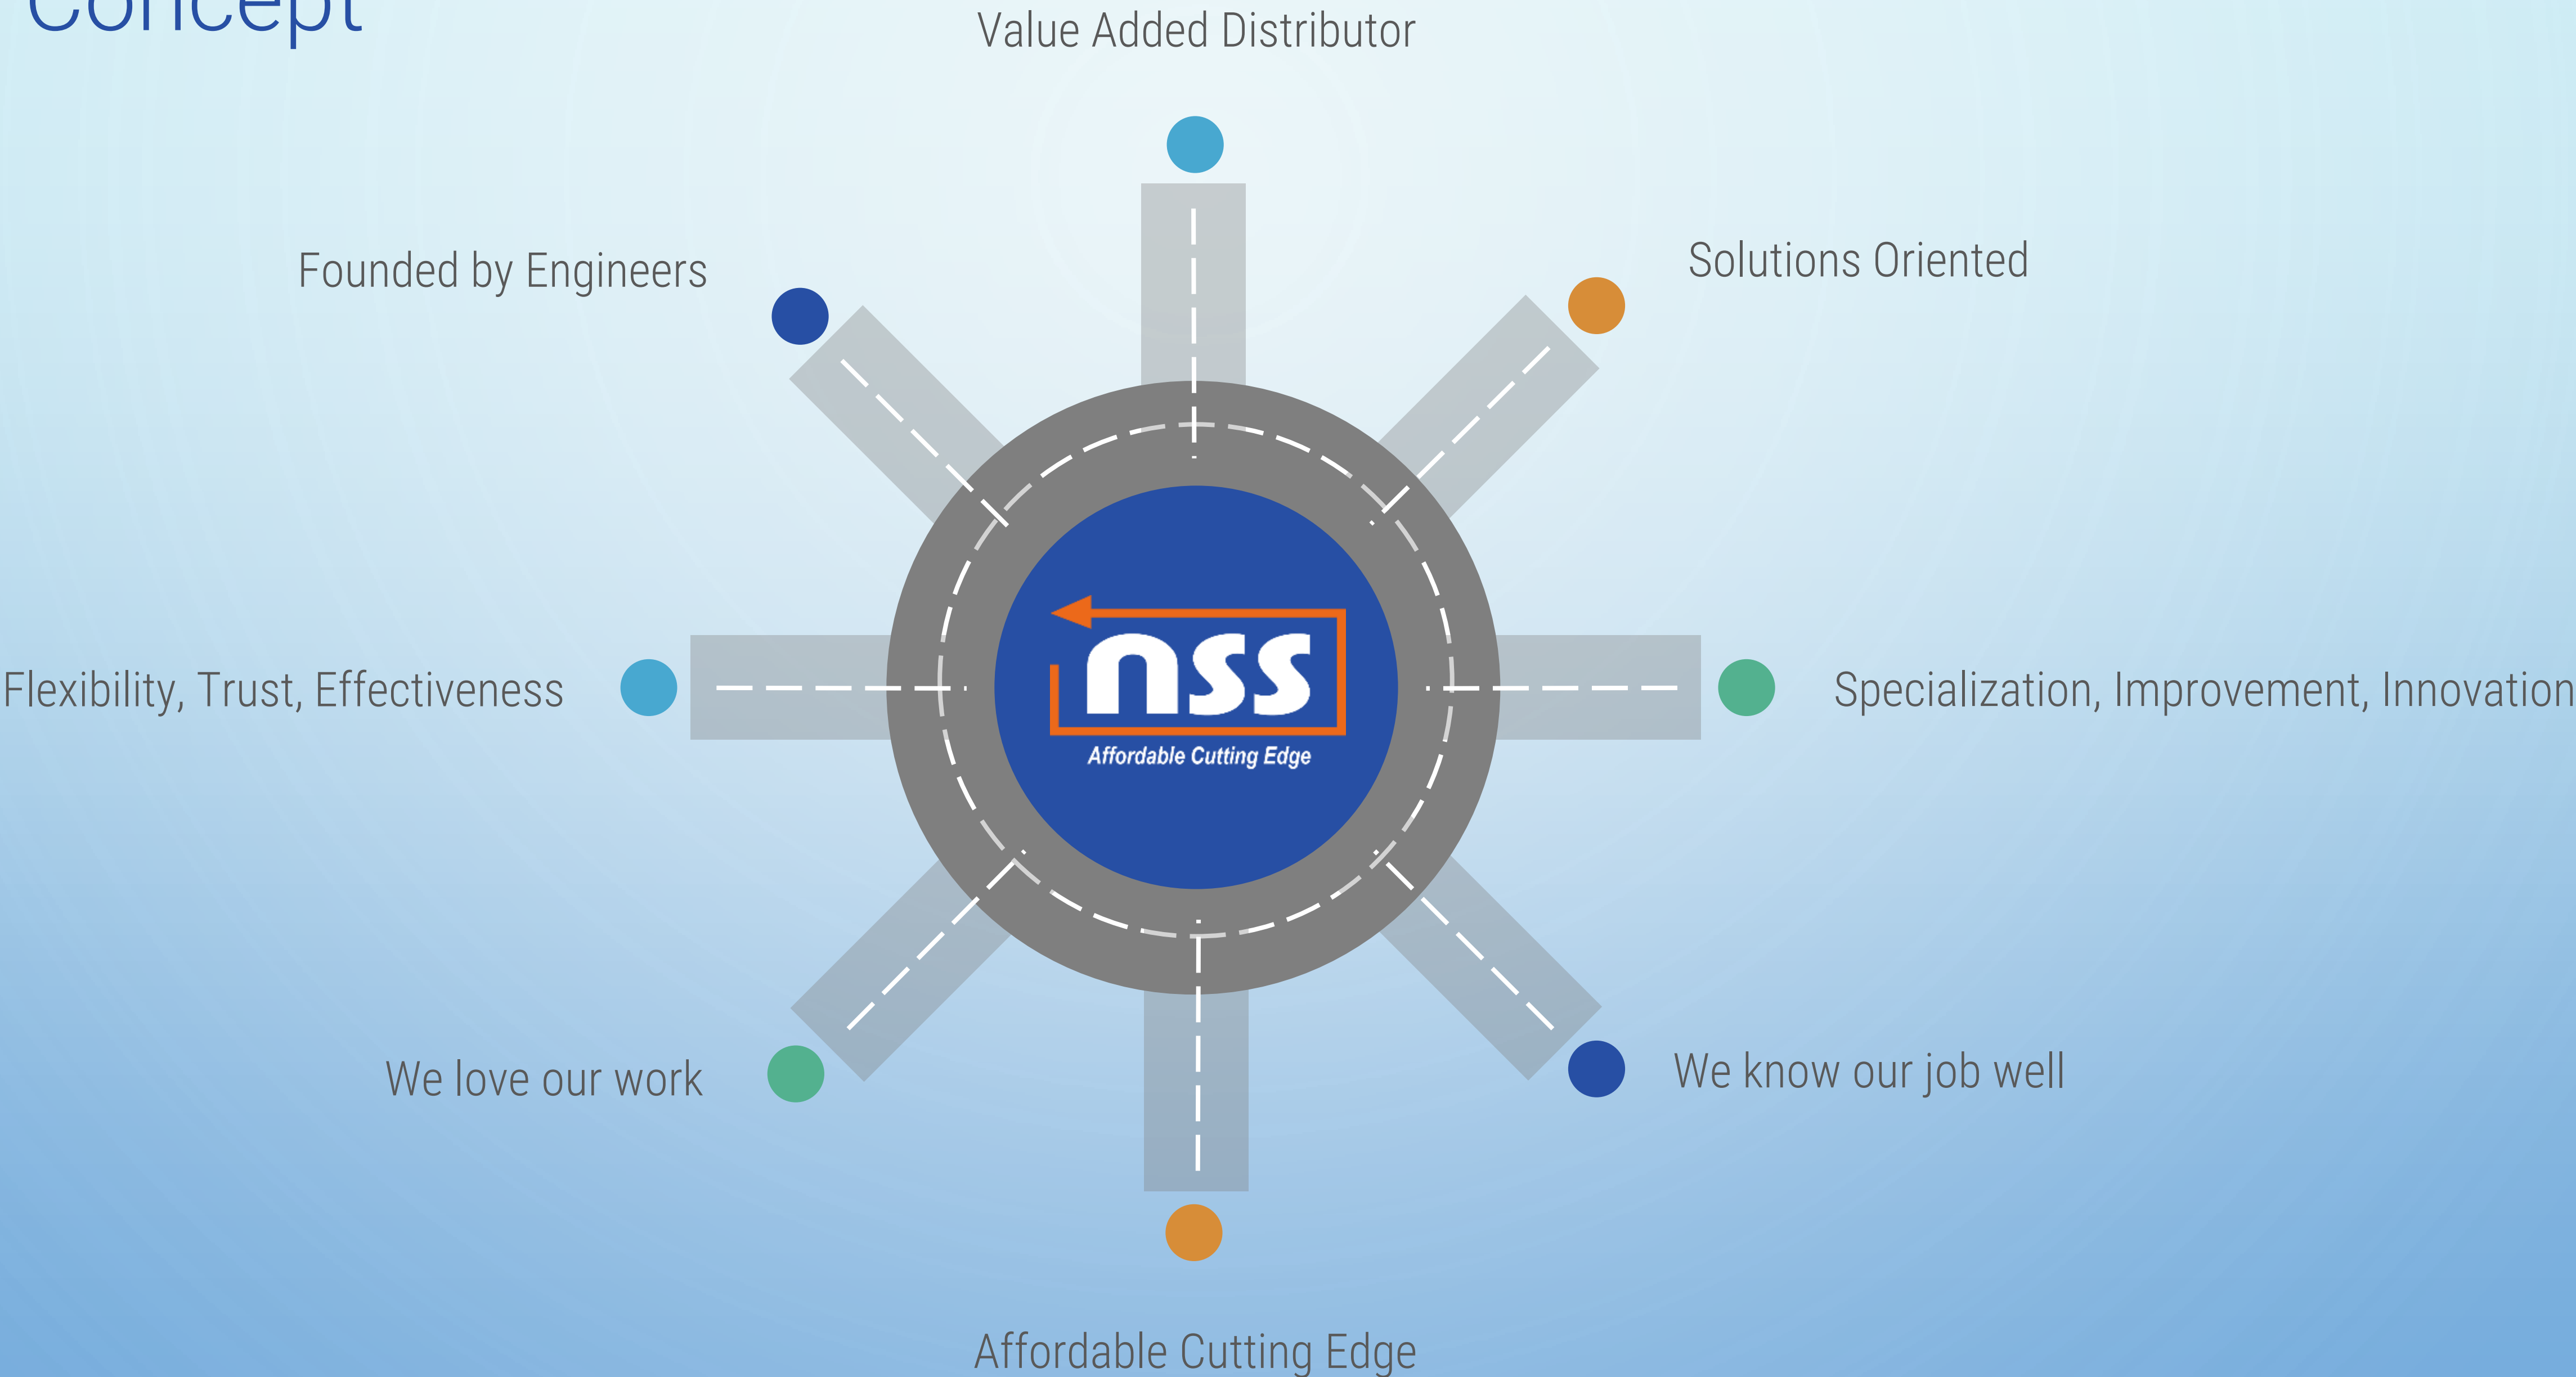 Concept
Value Added Distributor
Founded by Engineers
Solutions Oriented
Flexibility, Trust, Effectiveness
nss
Affordable Cutting Edge
Specialization, Improvement, Innovation
We love our work
We know our job well
Affordable Cutting Edge